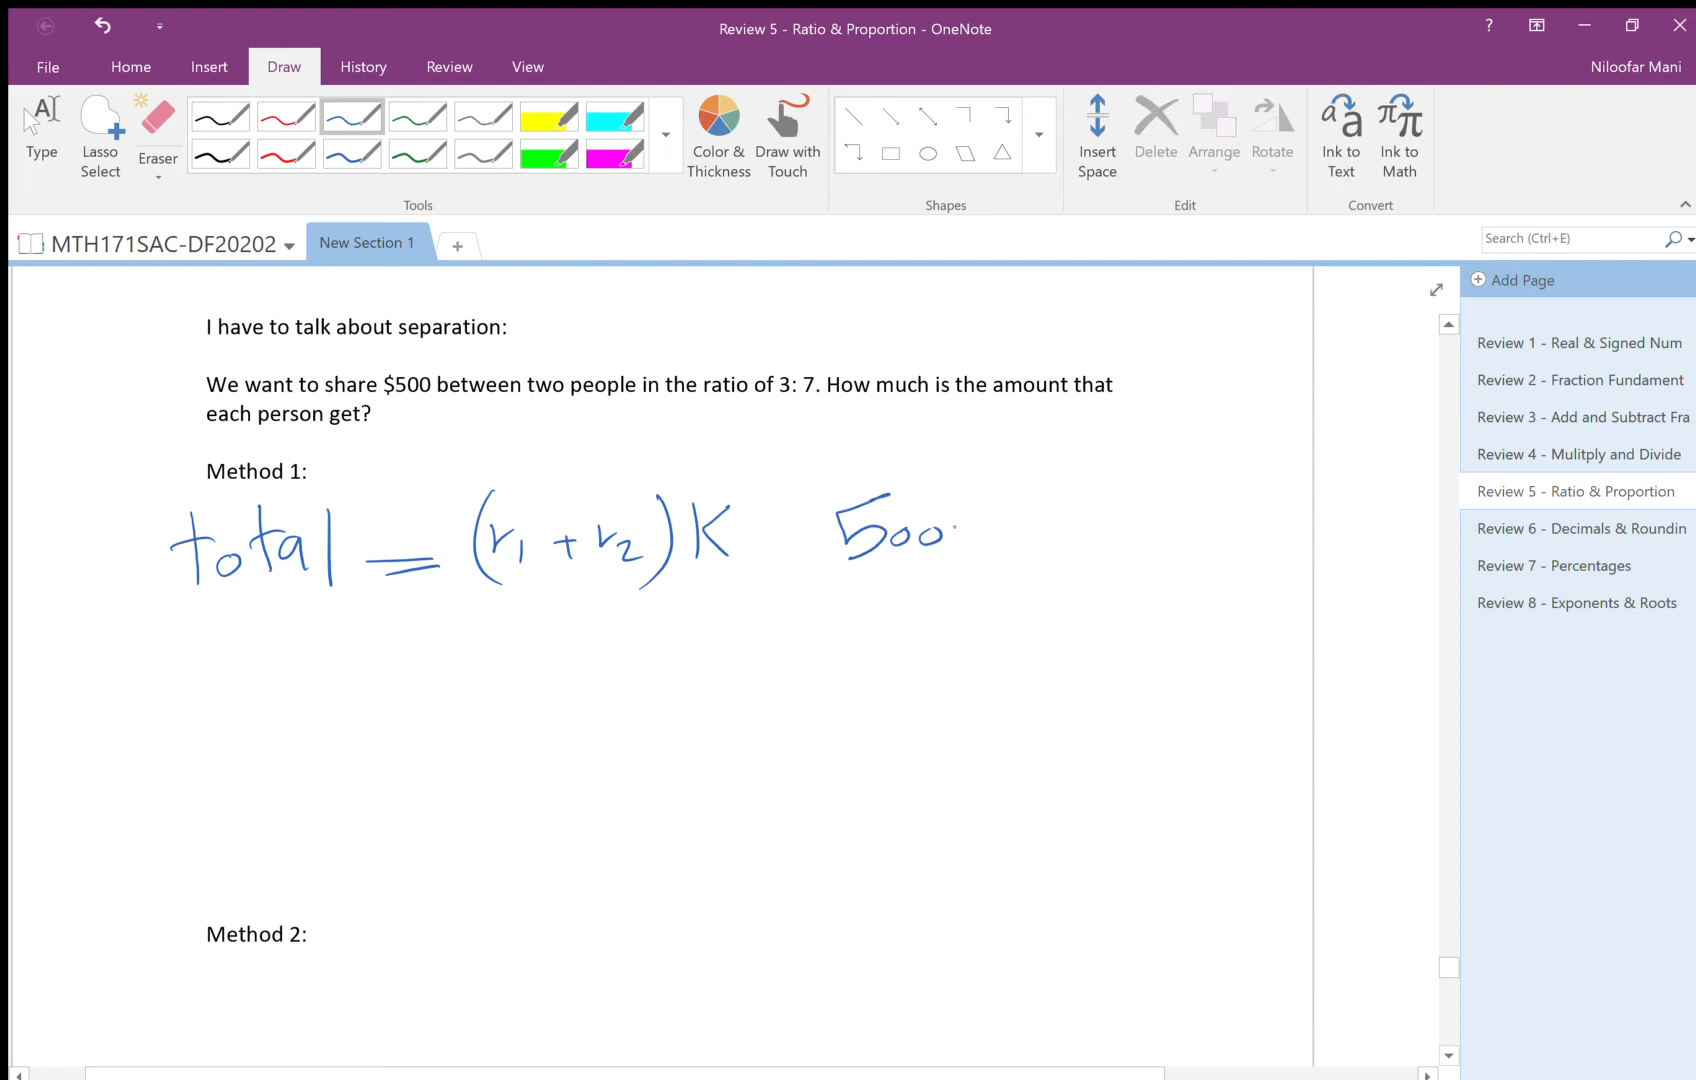 Review 5 - Ratio & Proportion - OneNote
?
File Home Insert Draw History Review View Niloofar Mani
Type
Lasso Select
Eraser
Color & Thickness
Draw with Touch
Insert Space
Delete
Arrange
Rotate
Ink to Text
Ink to Math
Tools Shapes Edit Convert
MTH171SAC-DF20202 New Section 1 +
Search (Ctrl+E)
Add Page
Review 1 - Real & Signed Num
Review 2 - Fraction Fundament
Review 3 - Add and Subtract Fra
Review 4 - Mulitply and Divide
Review 5 - Ratio & Proportion
Review 6 - Decimals & Roundin
Review 7 - Percentages
Review 8 - Exponents & Roots
I have to talk about separation:
We want to share $500 between two people in the ratio of 3: 7. How much is the amount that
each person get?
Method 1:
total = (r₁ + r₂) K 500
Method 2: